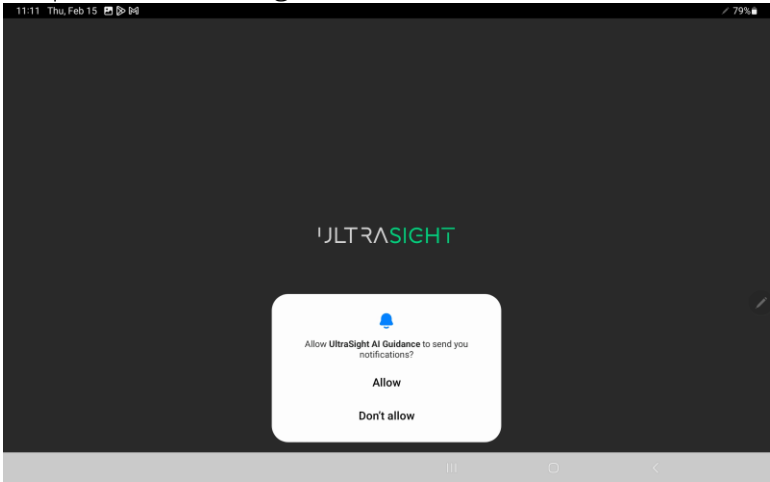 11:11 Thu, Feb 15
79%
ULTRASIGHT
Allow UltraSight AI Guidance to send you
notifications?
Allow
Don't allow